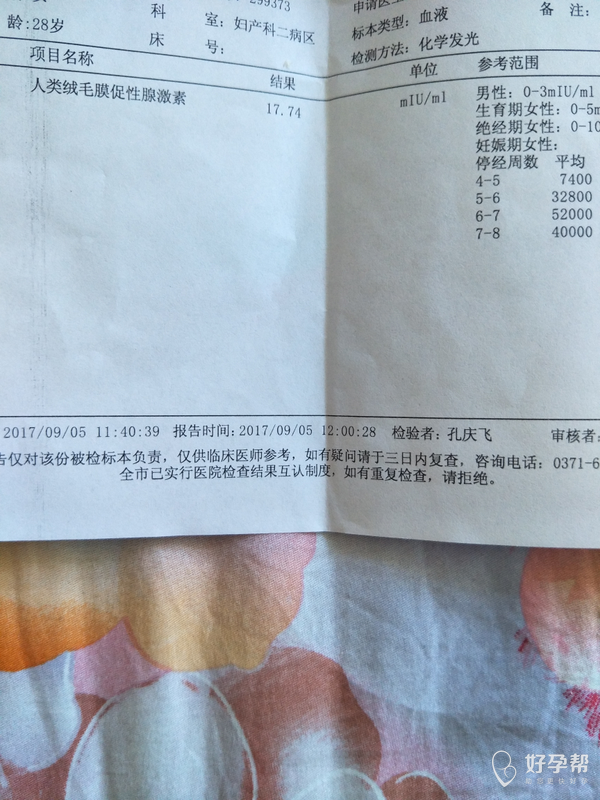 299373
龄:28岁
科 室:妇产科二病区
床 号:
申请医生
标本类型:血液
检测方法:化学发光
备 注:
项目名称 结果 单位 参考范围
人类绒毛膜促性腺激素 17.74 mIU/ml 男性: 0-3mIU/ml
生育期女性: 0-5m
绝经期女性: 0-10
妊娠期女性:
停经周数 平均
4-5 7400
5-6 32800
6-7 52000
7-8 40000
2017/09/05 11:40:39 报告时间:2017/09/05 12:00:28 检验者:孔庆飞 审核者:
告仅对该份被检标本负责,仅供临床医师参考,如有疑问请于三日内复查,咨询电话: 0371-6
全市已实行医院检查结果互认制度,如有重复检查,请拒绝。
好孕帮